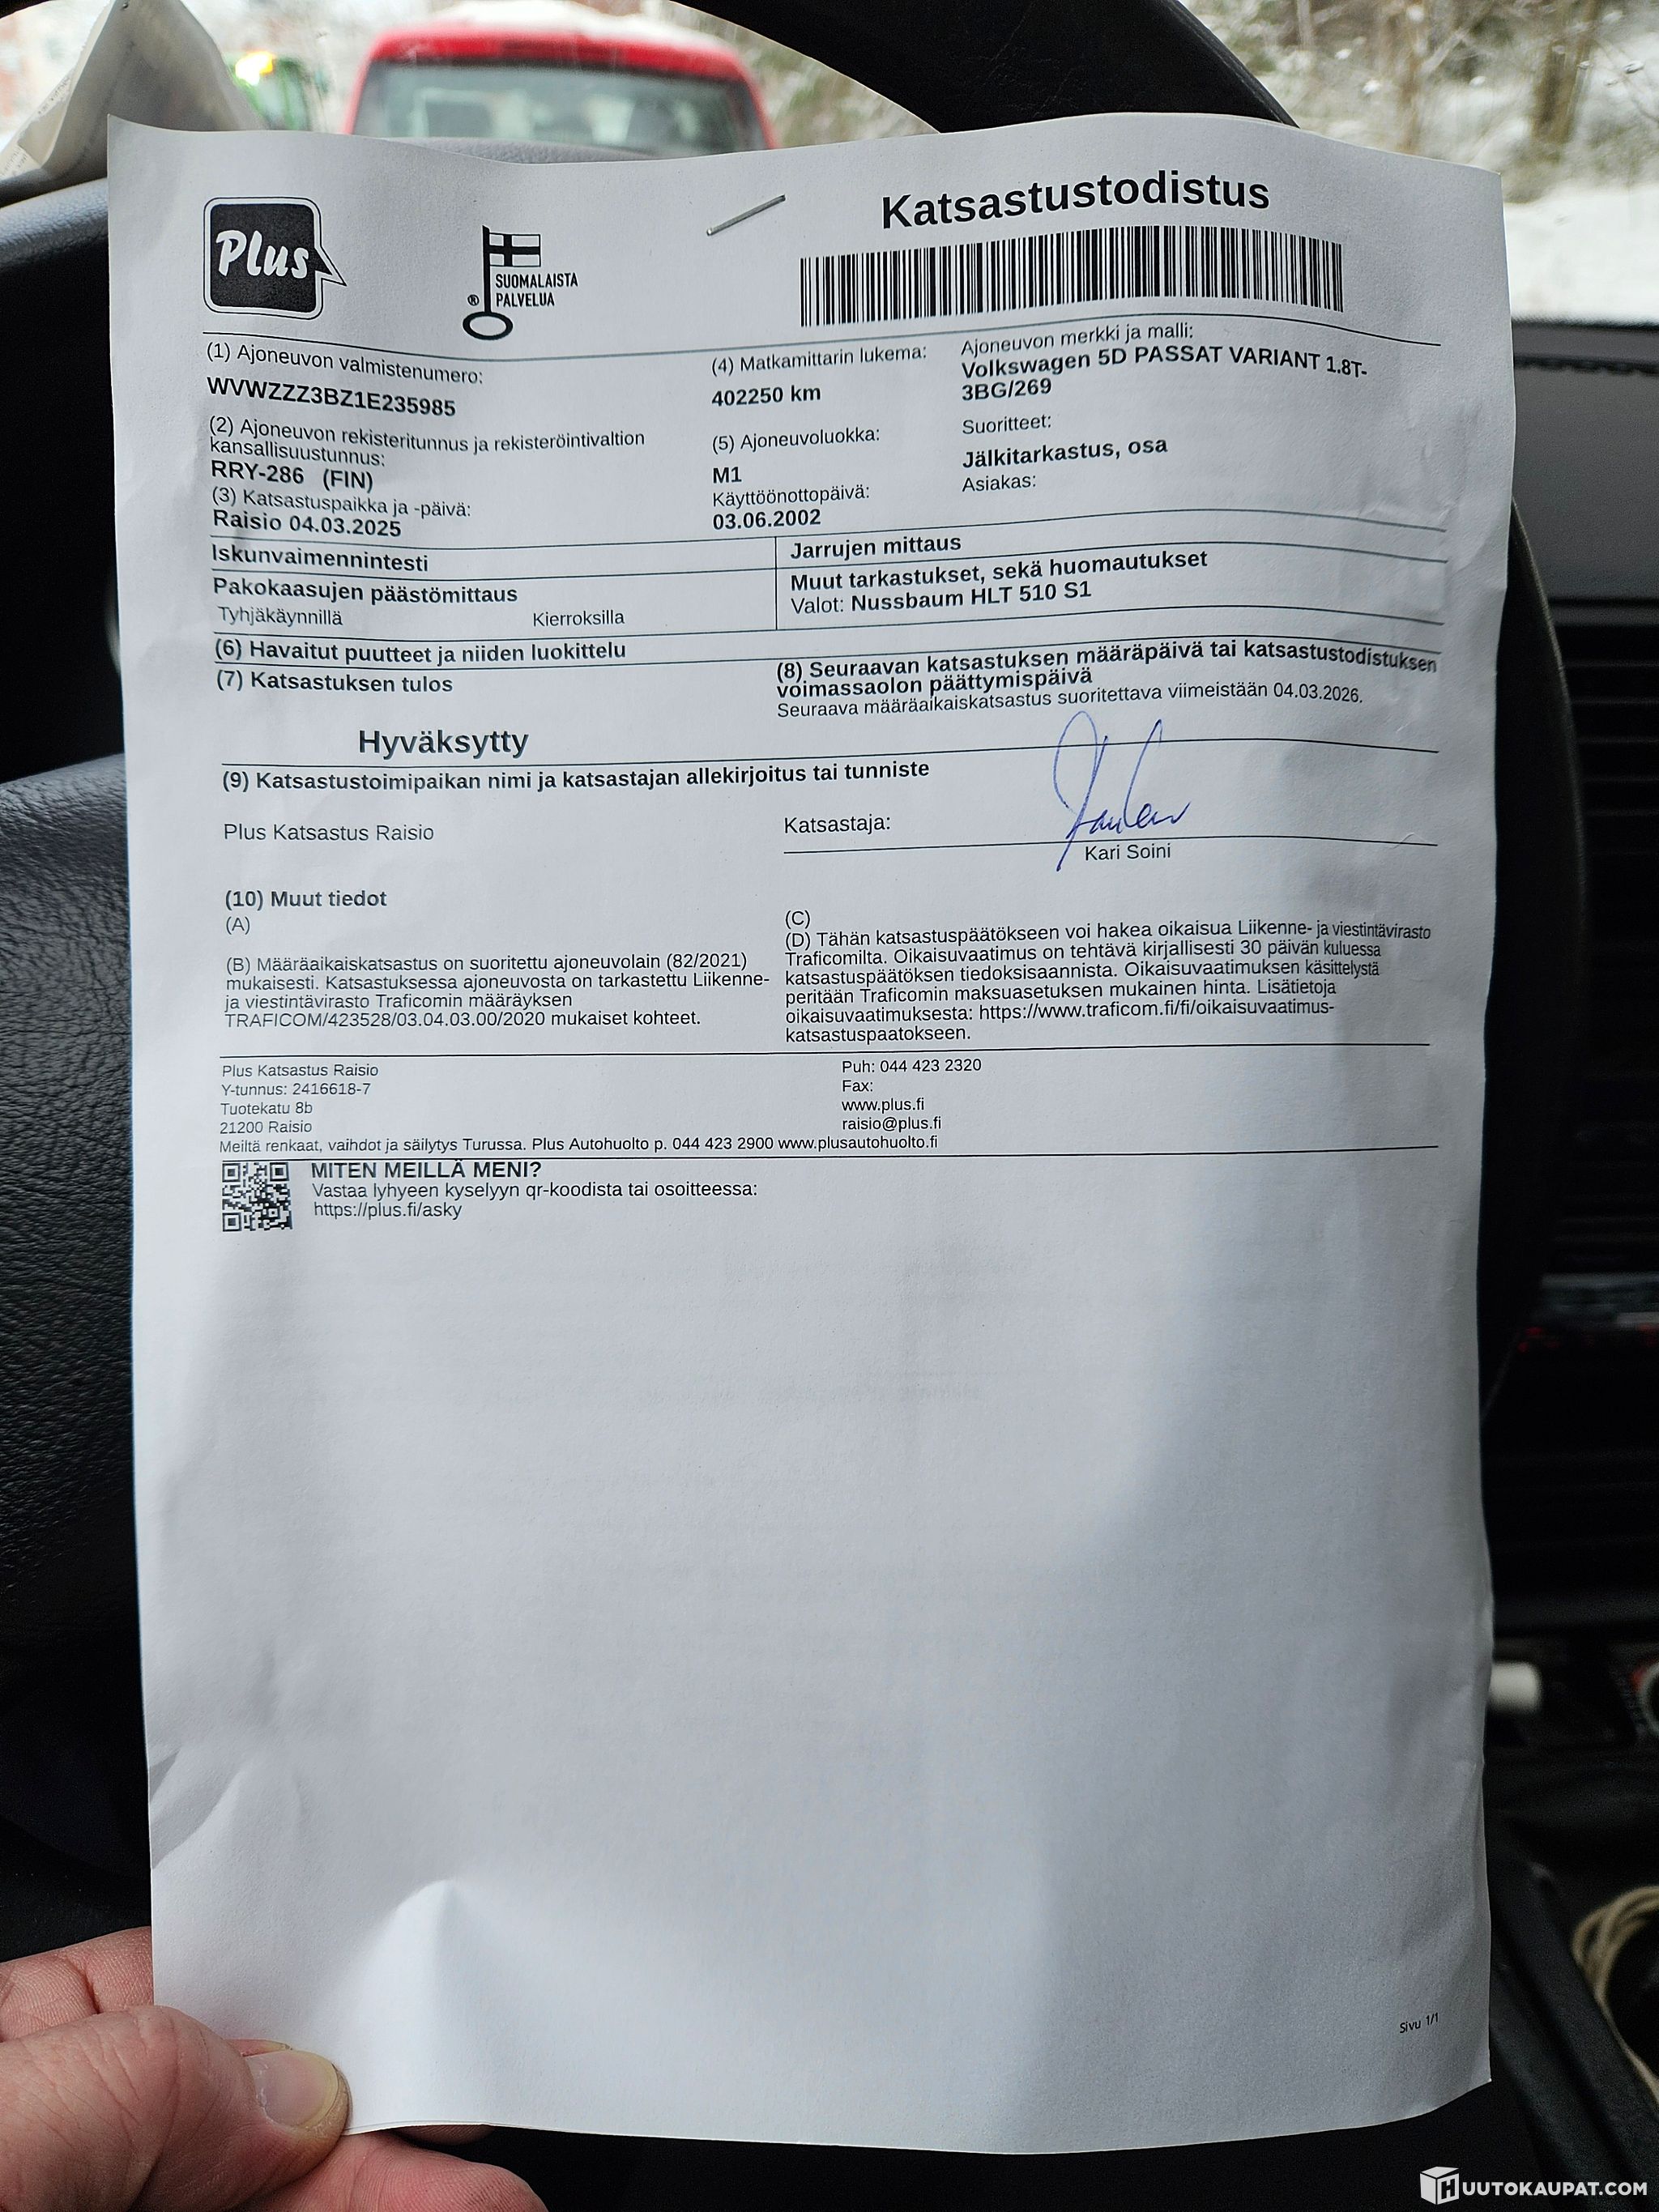 Plus
SUOMALAISTA
® PALVELUA
Katsastustodistus
(1) Ajoneuvon valmistenumero:
WVWZZZ3BZ1E235985
(2) Ajoneuvon rekisteritunnus ja rekisteröintivaltion
kansallisuustunnus:
RRY-286 (FIN)
(3) Katsastuspaikka ja -päivä:
Raisio 04.03.2025
(4) Matkamittarin lukema:
402250 km
(5) Ajoneuvoluokka:
M1
Käyttöönottopäivä:
03.06.2002
Ajoneuvon merkki ja malli:
Volkswagen 5D PASSAT VARIANT 1.8T-
3BG/269
Suoritteet:
Jälkitarkastus, osa
Asiakas:
Iskunvaimennintesti
Pakokaasujen päästömittaus
Tyhjäkäynnillä Kierroksilla
Jarrujen mittaus
Muut tarkastukset, sekä huomautukset
Valot: Nussbaum HLT 510 S1
(6) Havaitut puutteet ja niiden luokittelu
(7) Katsastuksen tulos
Hyväksytty
(8) Seuraavan katsastuksen määräpäivä tai katsastustodistuksen
voimassaolon päättymispäivä
Seuraava määräaikaiskatsastus suoritettava viimeistään 04.03.2026.
(9) Katsastustoimipaikan nimi ja katsastajan allekirjoitus tai tunniste
Plus Katsastus Raisio
Katsastaja:
Kari Soini
(10) Muut tiedot
(A)
(B) Määräaikaiskatsastus on suoritettu ajoneuvolain (82/2021)
mukaisesti. Katsastuksessa ajoneuvosta on tarkastettu Liikenne-
ja viestintävirasto Traficomin määräyksen
TRAFICOM/423528/03.04.03.00/2020 mukaiset kohteet.
(C)
(D) Tähän katsastuspäätökseen voi hakea oikaisua Liikenne- ja viestintävirasto
Traficomilta. Oikaisuvaatimus on tehtävä kirjallisesti 30 päivän kuluessa
katsastuspäätöksen tiedoksisaannista. Oikaisuvaatimuksen käsittelystä
peritään Traficomin maksuasetuksen mukainen hinta. Lisätietoja
oikaisuvaatimuksesta: https://www.traficom.fi/fi/oikaisuvaatimus-
katsastuspaatokseen.
Plus Katsastus Raisio
Y-tunnus: 2416618-7
Tuotekatu 8b
21200 Raisio
Puh: 044 423 2320
Fax:
www.plus.fi
raisio@plus.fi
Meiltä renkaat, vaihdot ja säilytys Turussa. Plus Autohuolto p. 044 423 2900 www.plusautohuolto.fi
MITEN MEILLÄ MENI?
Vastaa lyhyeen kyselyyn qr-koodista tai osoitteessa:
https://plus.fi/asky
Sivu 1/1
HUUTOKAUPAT.COM